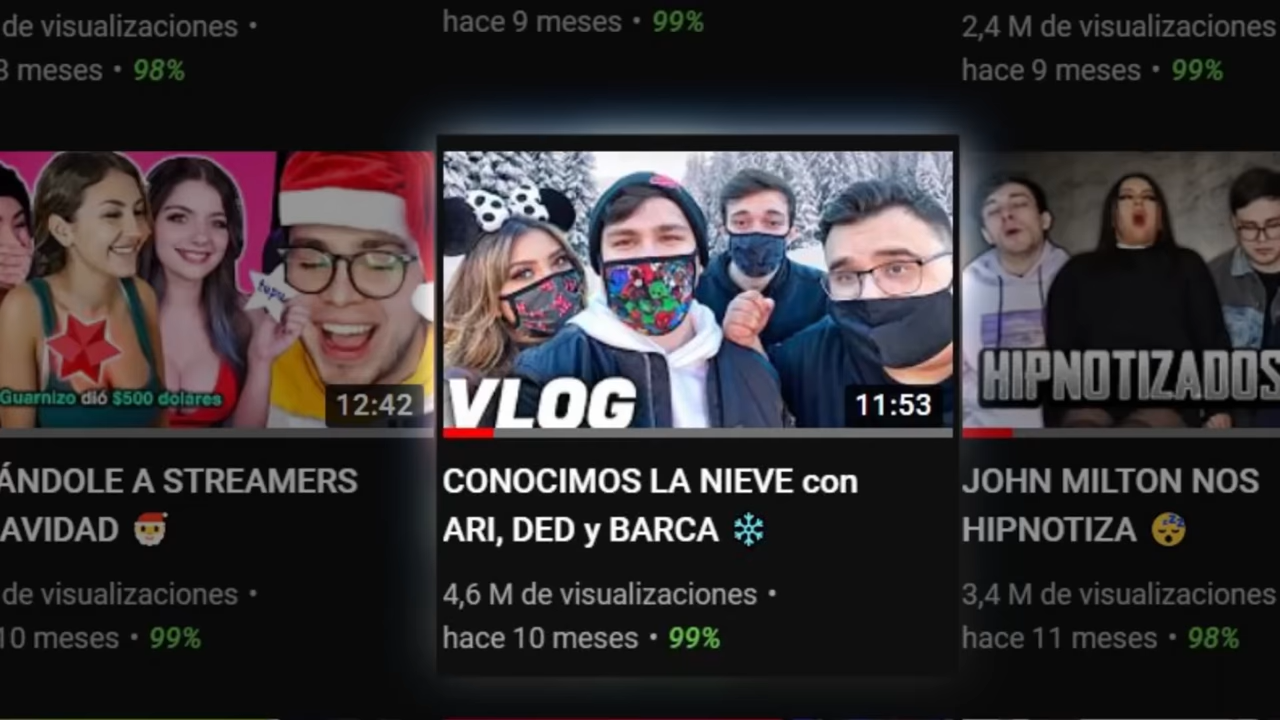 de visualizaciones •
3 meses • 98%
hace 9 meses • 99%
2,4 M de visualizaciones
hace 9 meses • 99%
Guarnizo dió $500 dolares
12:42
ÁNDOLE A STREAMERS
AVIDAD 🎅
de visualizaciones •
10 meses • 99%
VLOG
11:53
CONOCIMOS LA NIEVE con
ARI, DED y BARCA ❄
4,6 M de visualizaciones •
hace 10 meses • 99%
HIPNOTIZADOS
JOHN MILTON NOS
HIPNOTIZA 😴
3,4 M de visualizaciones
hace 11 meses • 98%